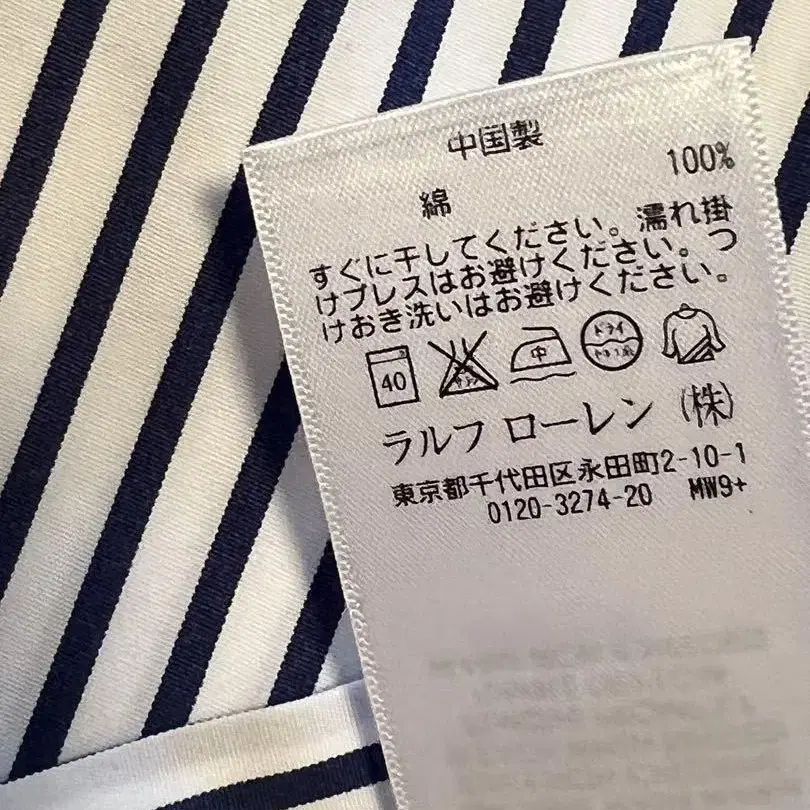 中国製
綿 100%
すぐに干してください。濡れ掛
けプレスはお避けください。つ
けおき洗いはお避けください。
40 中 ドライ
ラルフ ローレン (株)
東京都千代田区永田町2-10-1
0120-3274-20 MW9+